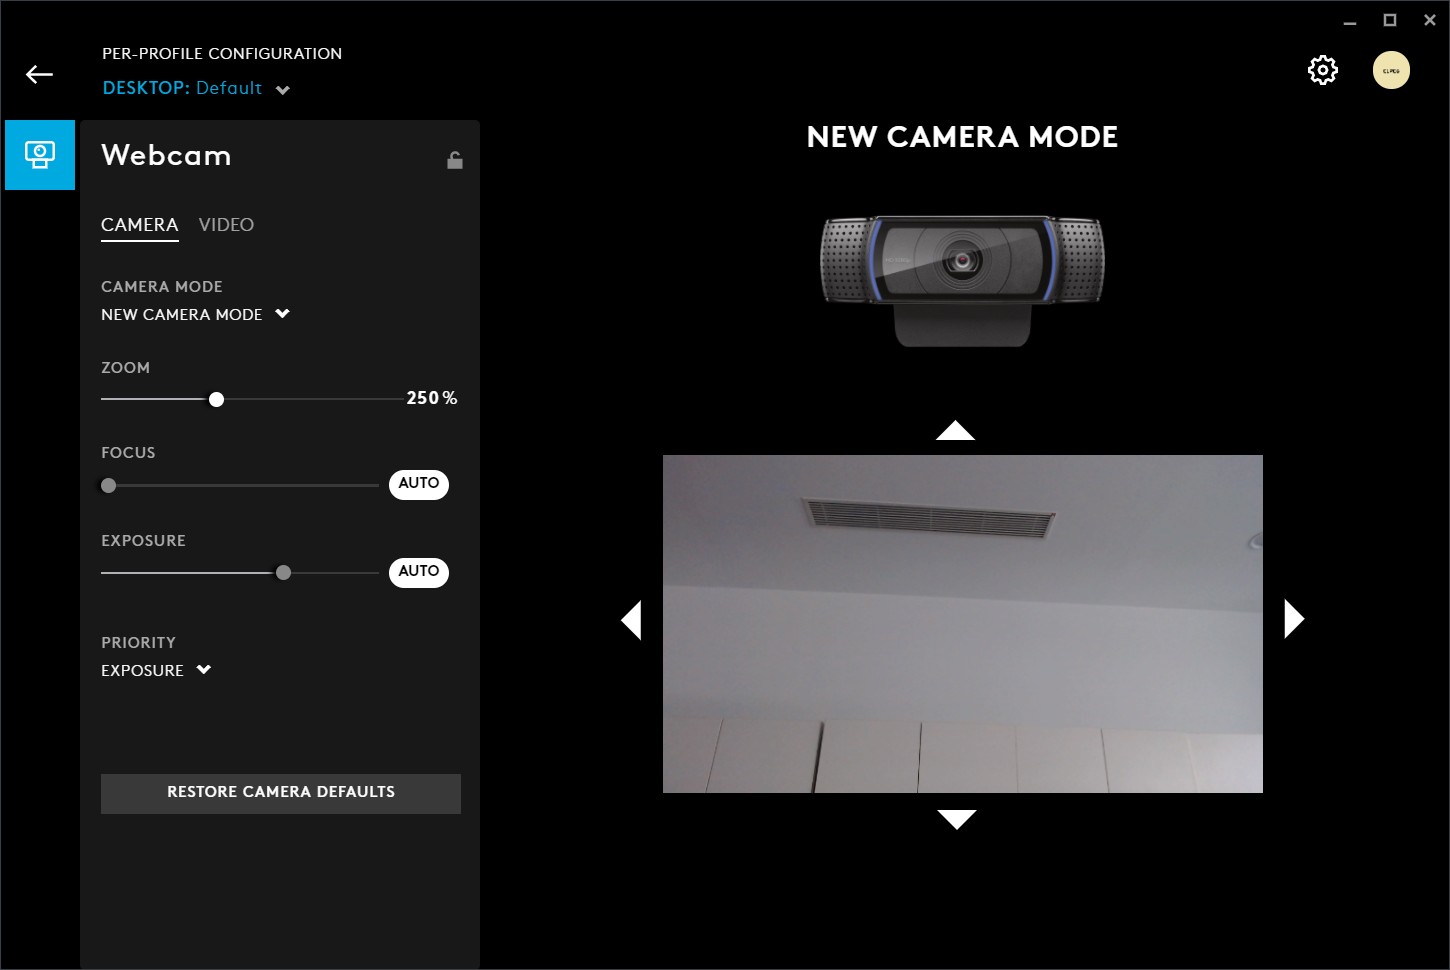 PER-PROFILE CONFIGURATION
DESKTOP: Default
Webcam
CAMERA VIDEO
CAMERA MODE
NEW CAMERA MODE
ZOOM
250 %
FOCUS
AUTO
EXPOSURE
AUTO
PRIORITY
EXPOSURE
RESTORE CAMERA DEFAULTS
NEW CAMERA MODE